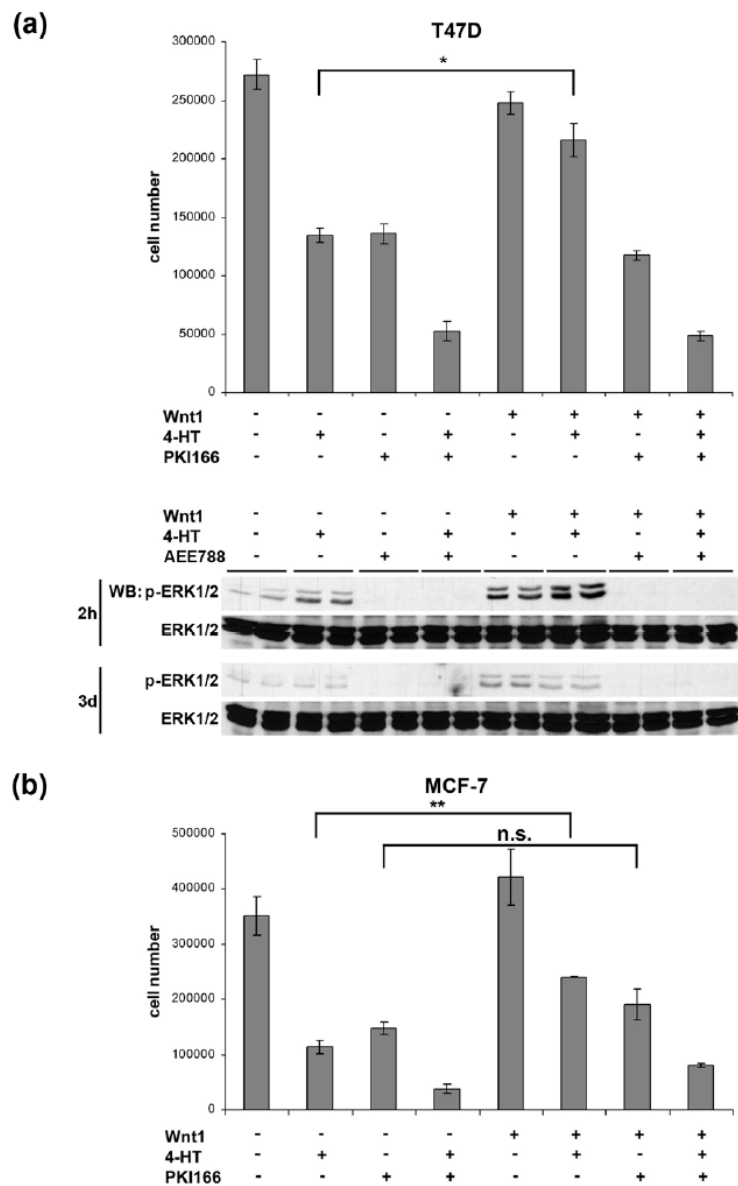 (a)
T47D
300000
*
250000
200000
150000
100000
50000
0
cell number
Wnt1 - - - - + + + +
4-HT - + - + - + - +
PKI166 - - + + - - + +
Wnt1 - - - - + + + +
4-HT - + - + - + - +
AEE788 - - + + - - + +
2h
WB: p-ERK1/2
ERK1/2
3d
p-ERK1/2
ERK1/2
(b)
MCF-7
**
n.s.
500000
400000
300000
200000
100000
0
cell number
Wnt1 - - - - + + + +
4-HT - + - + - + - +
PKI166 - - + + - - + +